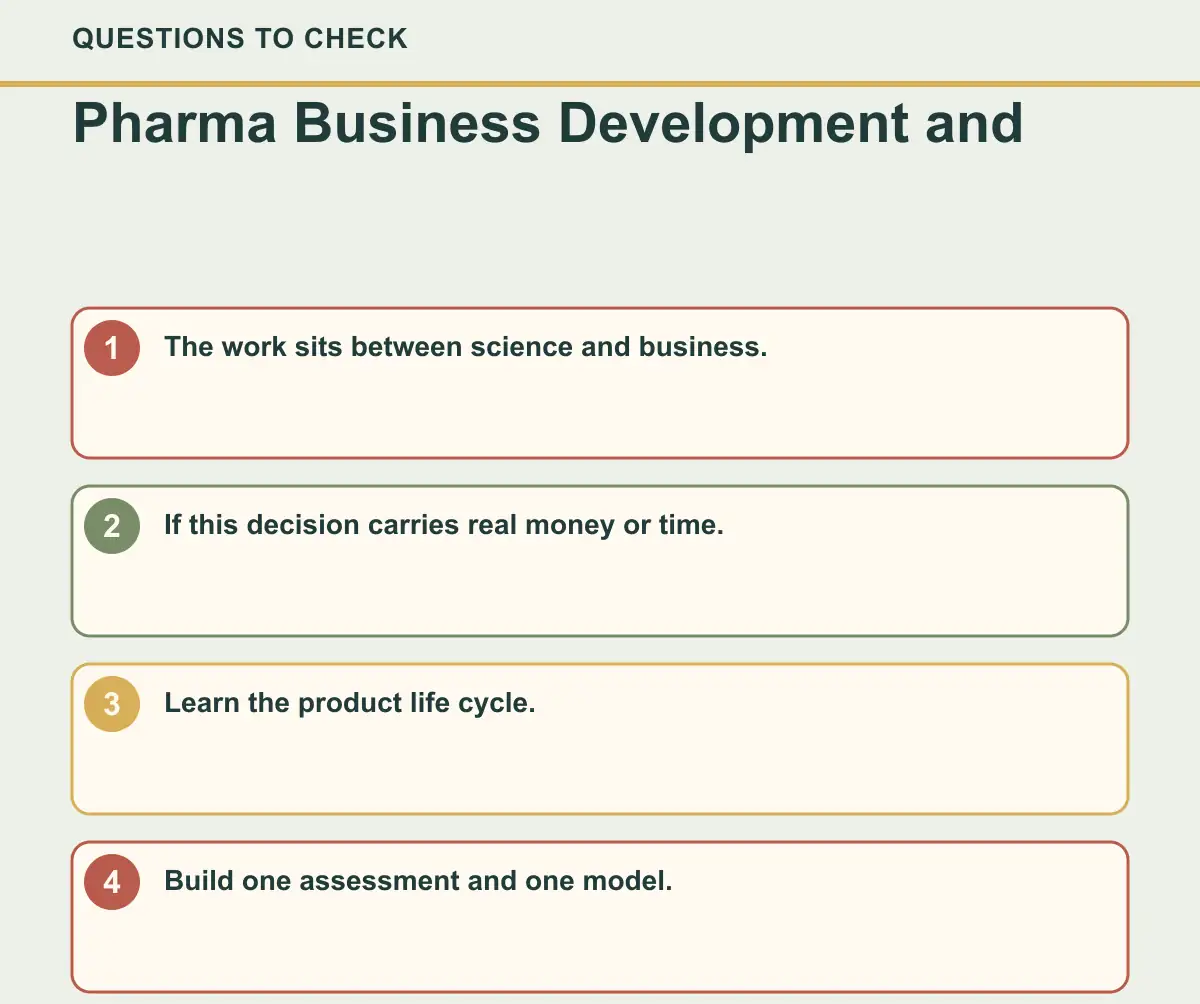 QUESTIONS TO CHECK
Pharma Business Development and
1 The work sits between science and business.
2 If this decision carries real money or time.
3 Learn the product life cycle.
4 Build one assessment and one model.